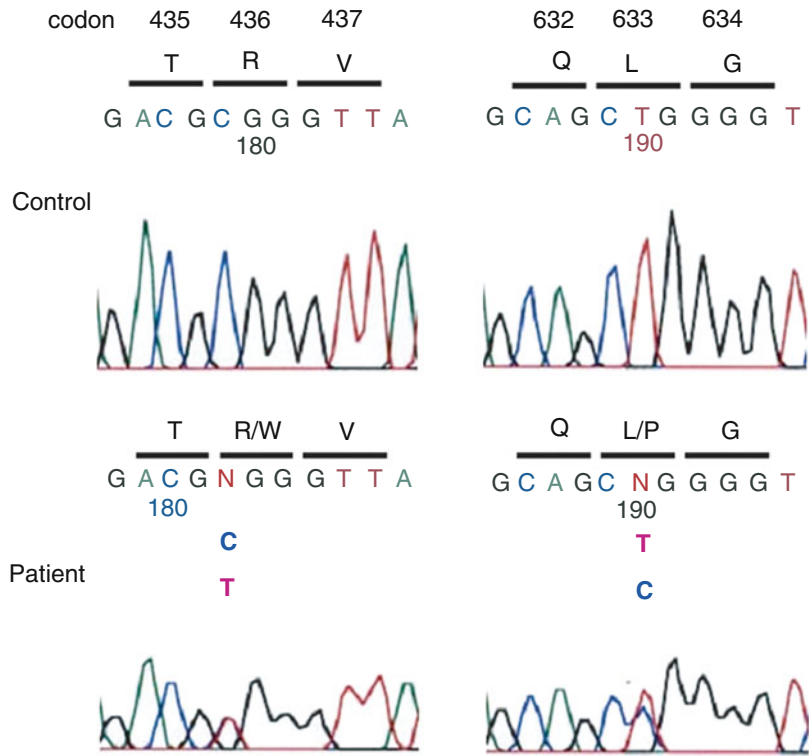 codon 435 436 437 632 633 634
T R V Q L G
G A C G C G G G T T A G C A G C T G G G G T
180 190
Control
T R/W V Q L/P G
G A C G N G G G T T A G C A G C N G G G G T
180 190
C T
Patient
T C